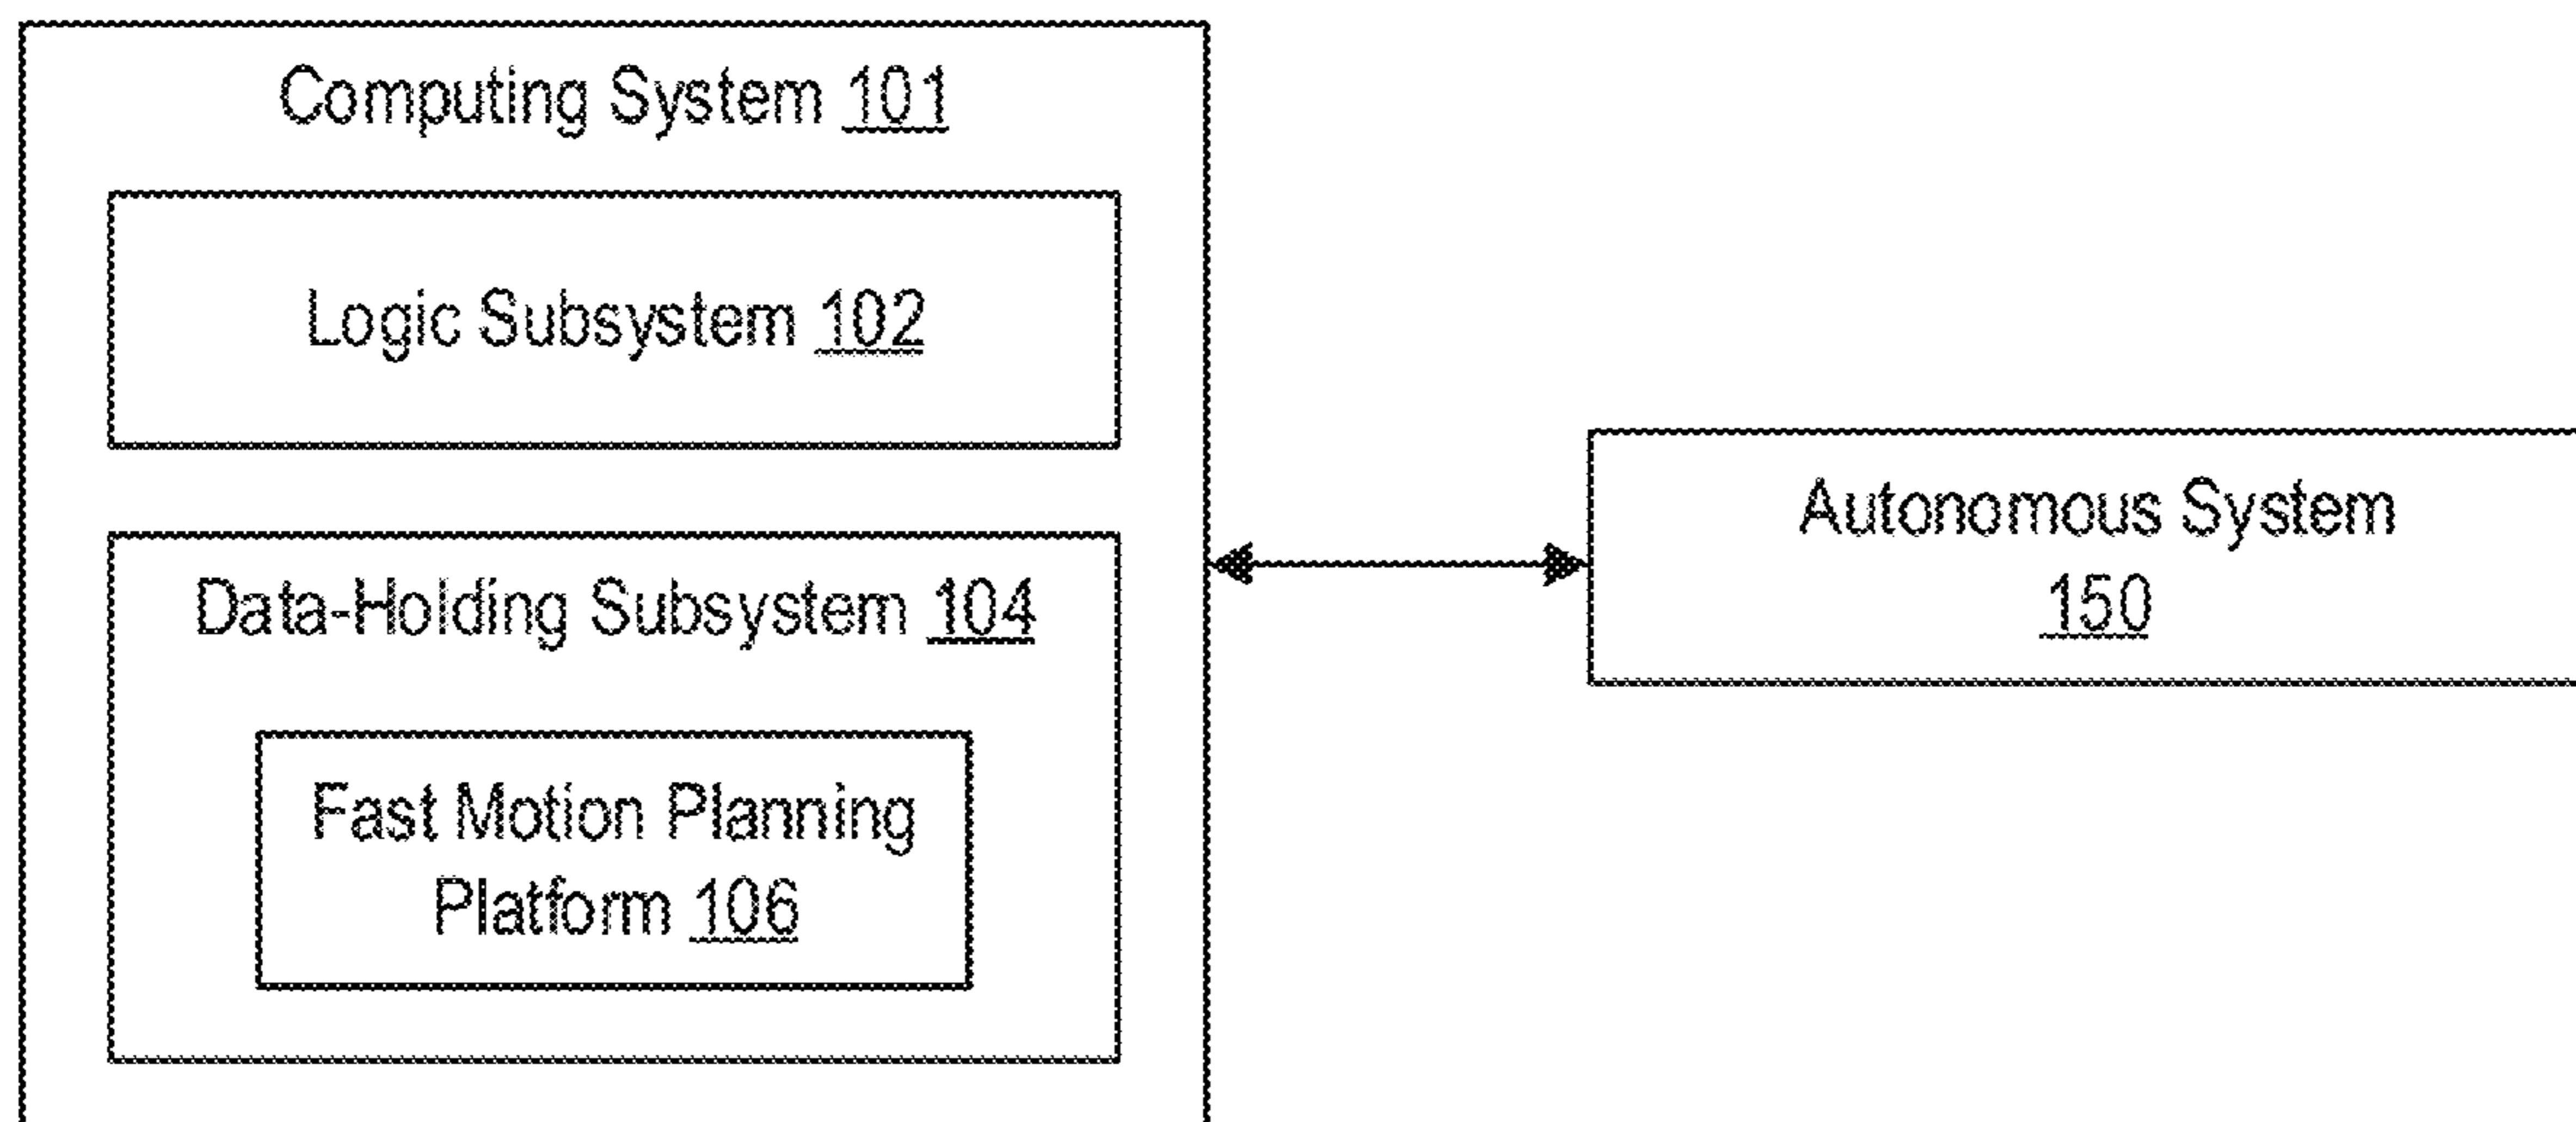 Computing System 101
Logic Subsystem 102
Data-Holding Subsystem 104
Fast Motion Planning
Platform 106
Autonomous System
150